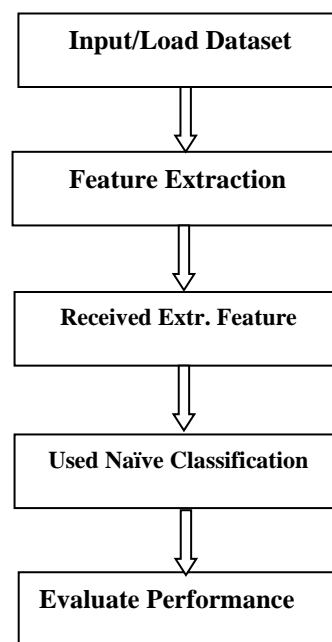 Input/Load Dataset
Feature Extraction
Received Extr. Feature
Used Naïve Classification
Evaluate Performance